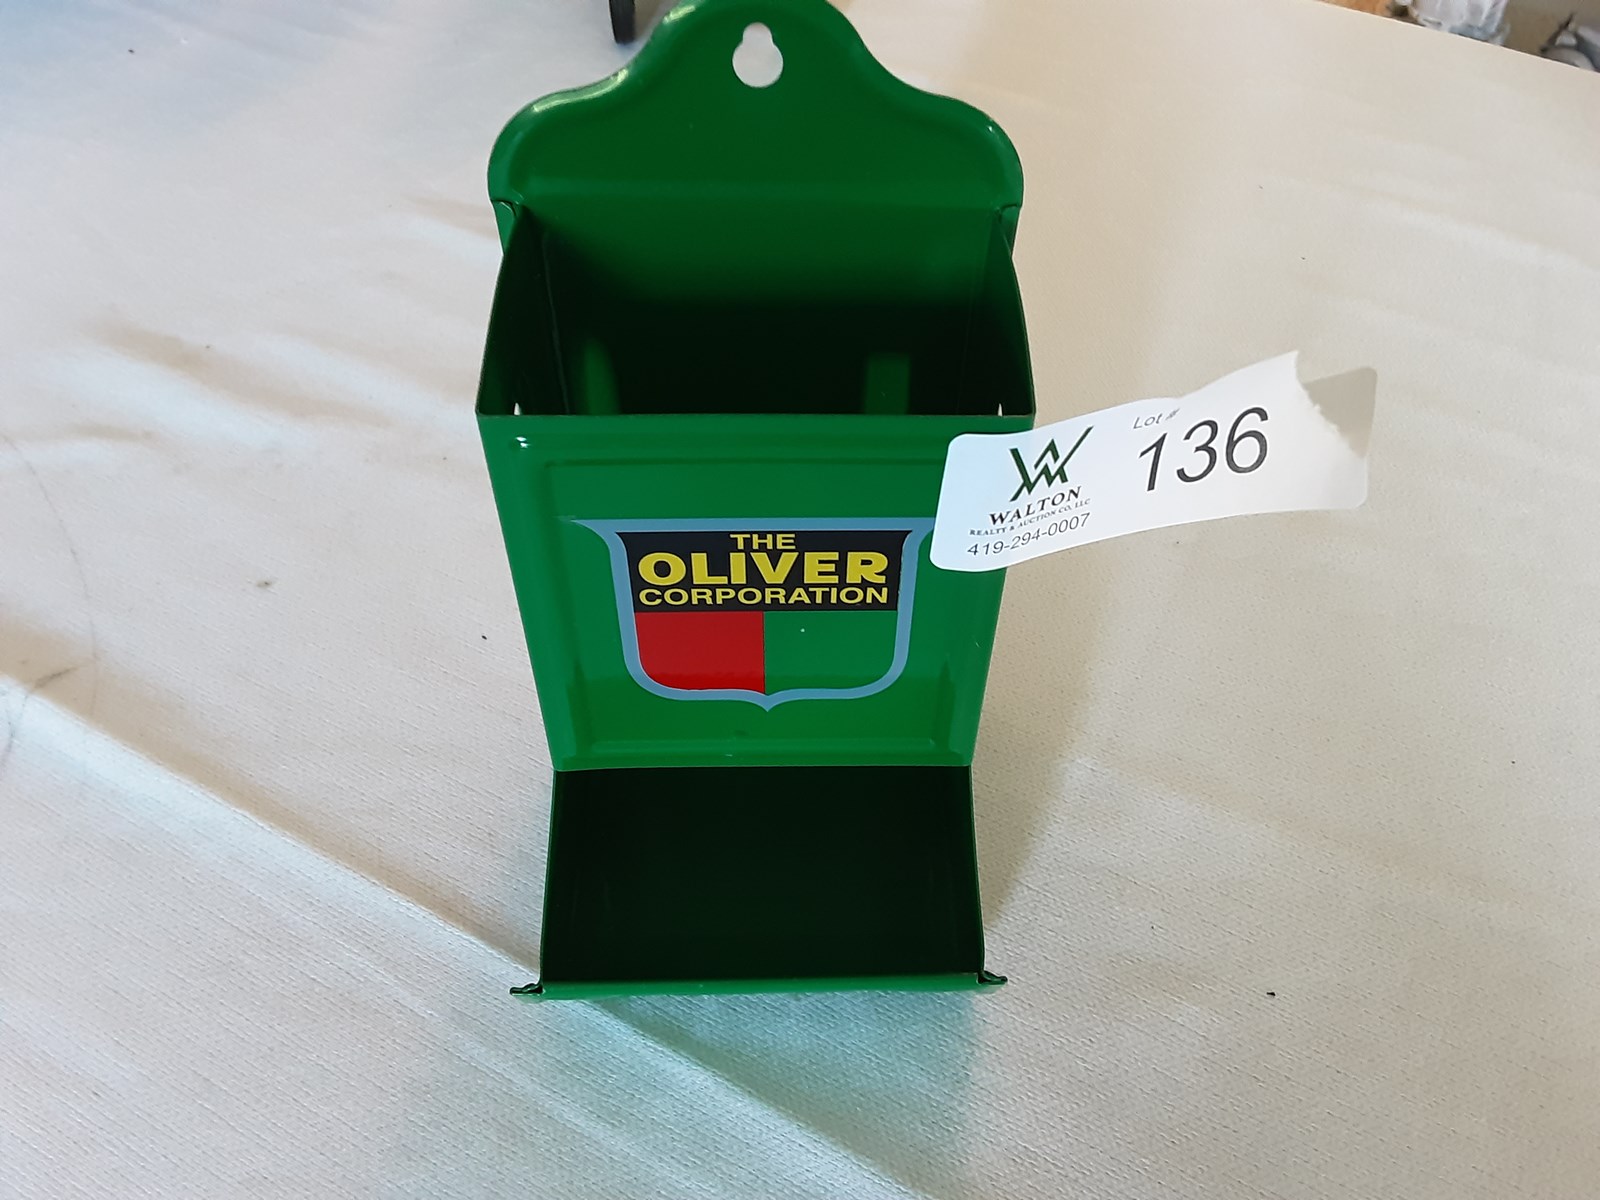 THE
OLIVER
CORPORATION
Lot #
136
WALTON
REALTY & AUCTION CO, LLC
419-294-0007